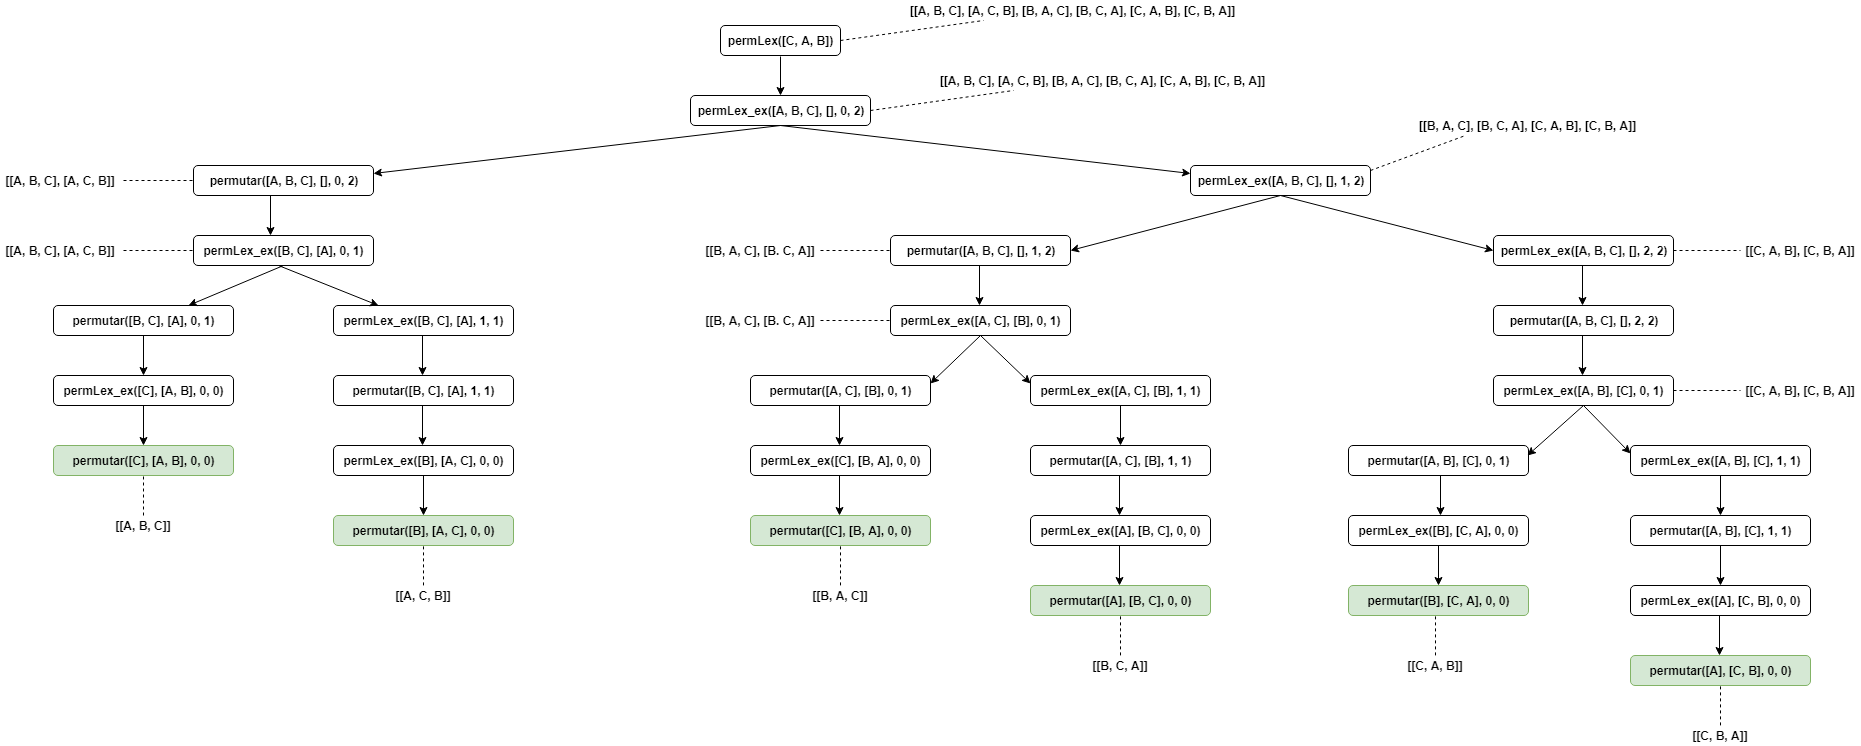 [[A, B, C], [A, C, B], [B, A, C], [B, C, A], [C, A, B], [C, B, A]]
permLex([C, A, B])
[[A, B, C], [A, C, B], [B, A, C], [B, C, A], [C, A, B], [C, B, A]]
permLex_ex([A, B, C], [], 0, 2)
[[B, A, C], [B, C, A], [C, A, B], [C, B, A]]
[[A, B, C], [A, C, B]]
permutar([A, B, C], [], 0, 2)
permLex_ex([A, B, C], [], 1, 2)
[[A, B, C], [A, C, B]]
permLex_ex([B, C], [A], 0, 1)
[[B, A, C], [B. C, A]]
permutar([A, B, C], [], 1, 2)
permLex_ex([A, B, C], [], 2, 2)
[[C, A, B], [C, B, A]]
permutar([B, C], [A], 0, 1)
permLex_ex([B, C], [A], 1, 1)
[[B, A, C], [B. C, A]]
permLex_ex([A, C], [B], 0, 1)
permutar([A, B, C], [], 2, 2)
permLex_ex([C], [A, B], 0, 0)
permutar([B, C], [A], 1, 1)
permutar([A, C], [B], 0, 1)
permLex_ex([A, C], [B], 1, 1)
permLex_ex([A, B], [C], 0, 1)
[[C, A, B], [C, B, A]]
permutar([C], [A, B], 0, 0)
permLex_ex([B], [A, C], 0, 0)
permLex_ex([C], [B, A], 0, 0)
permutar([A, C], [B], 1, 1)
permutar([A, B], [C], 0, 1)
permLex_ex([A, B], [C], 1, 1)
[[A, B, C]]
permutar([B], [A, C], 0, 0)
permutar([C], [B, A], 0, 0)
permLex_ex([A], [B, C], 0, 0)
permLex_ex([B], [C, A], 0, 0)
permutar([A, B], [C], 1, 1)
[[A, C, B]]
[[B, A, C]]
permutar([A], [B, C], 0, 0)
permutar([B], [C, A], 0, 0)
permLex_ex([A], [C, B], 0, 0)
[[B, C, A]]
[[C, A, B]]
permutar([A], [C, B], 0, 0)
[[C, B, A]]